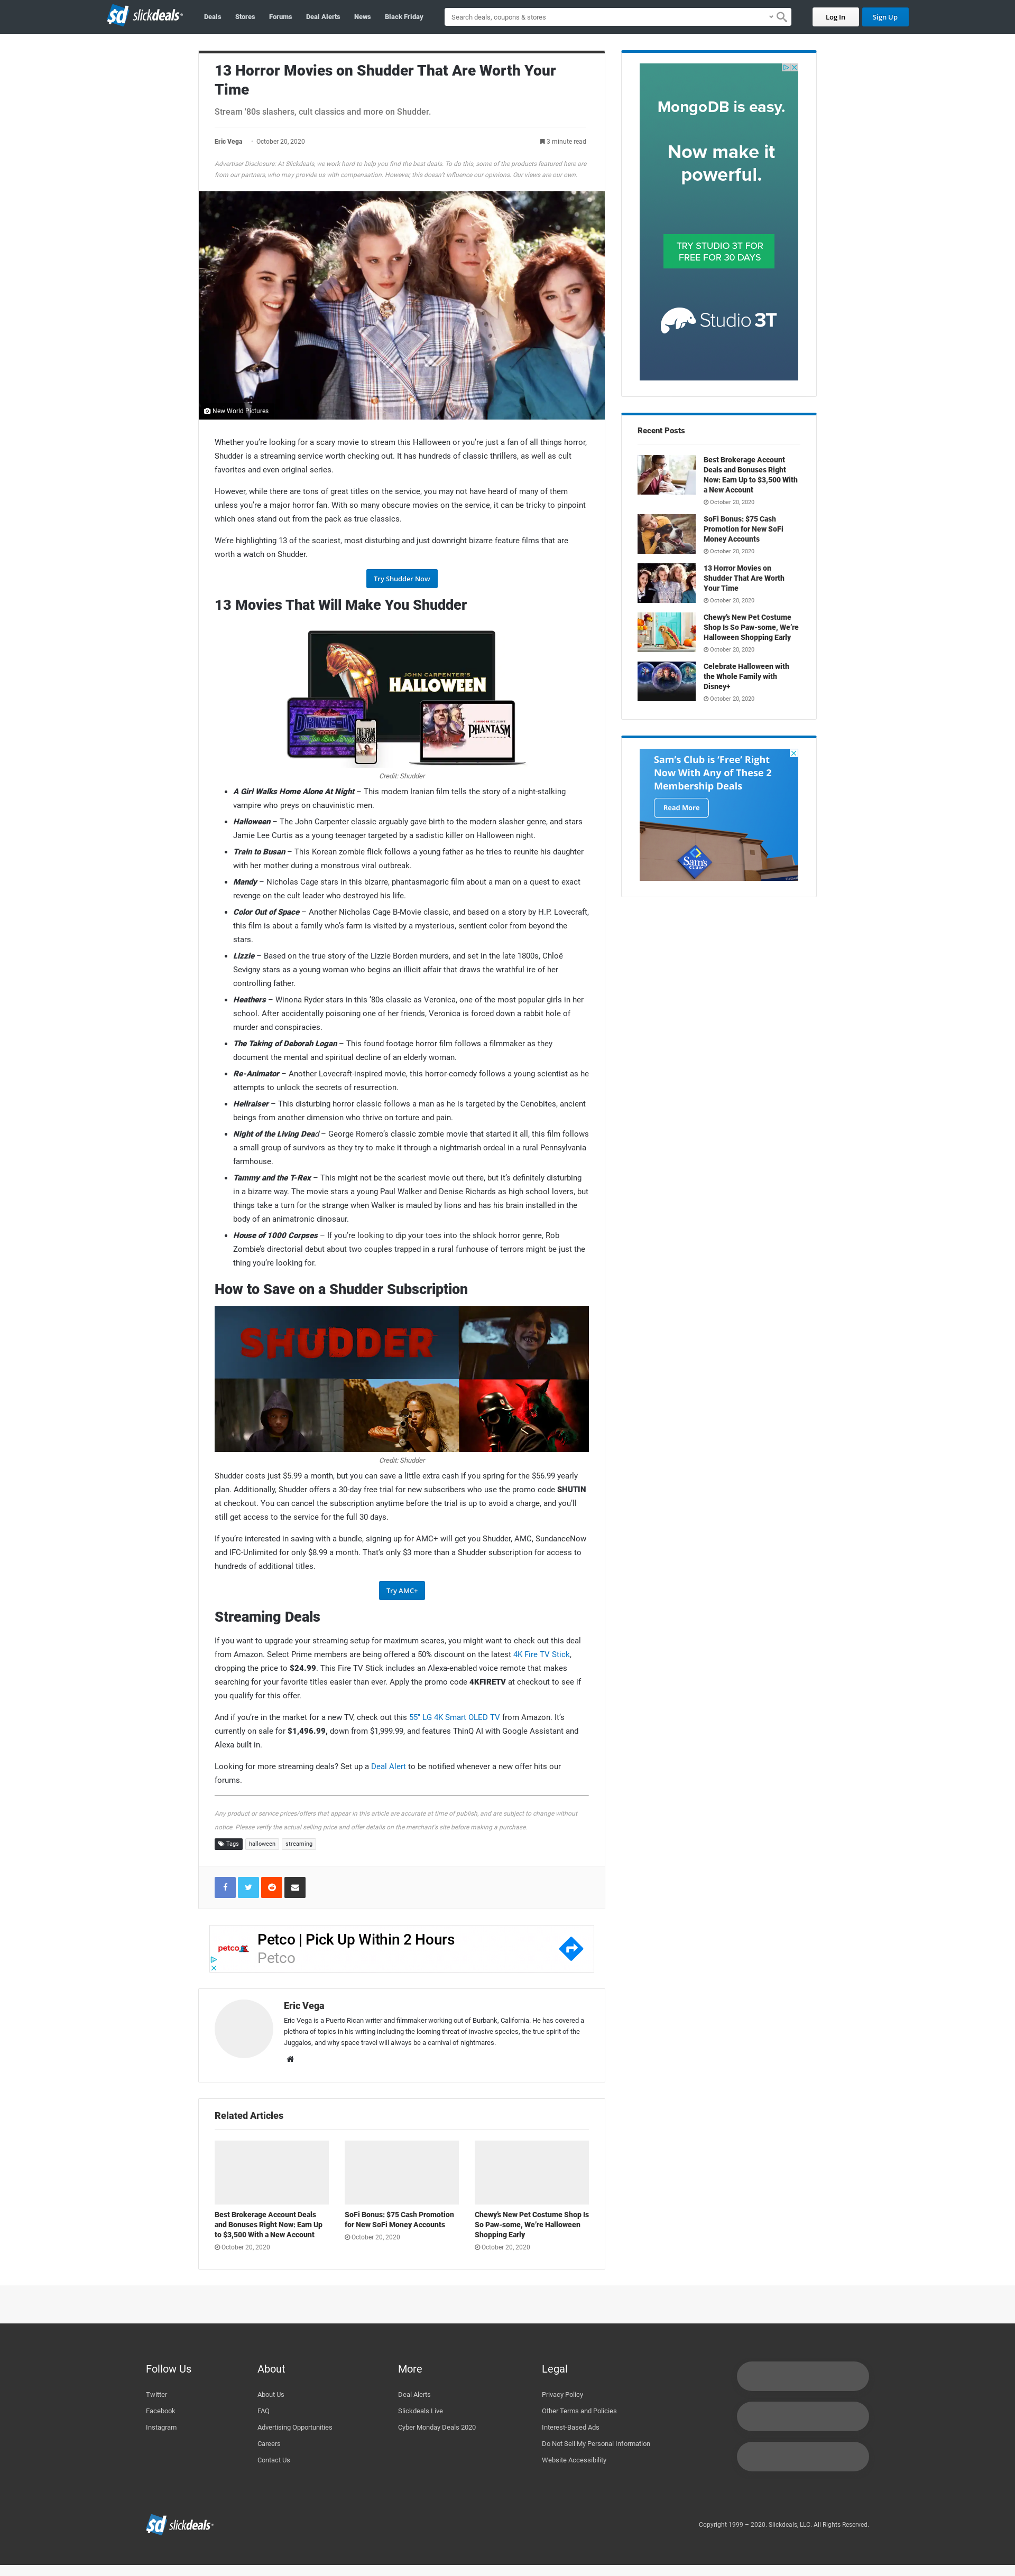 sd slickdeals
Deals Stores Forums Deal Alerts News Black Friday
Search deals, coupons & stores
Log In
Sign Up
13 Horror Movies on Shudder That Are Worth Your
Time
Stream '80s slashers, cult classics and more on Shudder.
Eric Vega · October 20, 2020
3 minute read
Advertiser Disclosure: At Slickdeals, we work hard to help you find the best deals. To do this, some of the products featured here are
from our partners, who may provide us with compensation. However, this doesn't influence our opinions. Our views are our own.
New World Pictures
Whether you're looking for a scary movie to stream this Halloween or you're just a fan of all things horror,
Shudder is a streaming service worth checking out. It has hundreds of classic thrillers, as well as cult
favorites and even original series.
However, while there are tons of great titles on the service, you may not have heard of many of them
unless you're a major horror fan. With so many obscure movies on the service, it can be tricky to pinpoint
which ones stand out from the pack as true classics.
We're highlighting 13 of the scariest, most disturbing and just downright bizarre feature films that are
worth a watch on Shudder.
Try Shudder Now
13 Movies That Will Make You Shudder
JOHN CARPENTER'S
HALLOWEEN
PHANTASM
Credit: Shudder
• A Girl Walks Home Alone At Night – This modern Iranian film tells the story of a night-stalking
vampire who preys on chauvinistic men.
• Halloween – The John Carpenter classic arguably gave birth to the modern slasher genre, and stars
Jamie Lee Curtis as a young teenager targeted by a sadistic killer on Halloween night.
• Train to Busan – This Korean zombie flick follows a young father as he tries to reunite his daughter
with her mother during a monstrous viral outbreak.
• Mandy – Nicholas Cage stars in this bizarre, phantasmagoric film about a man on a quest to exact
revenge on the cult leader who destroyed his life.
• Color Out of Space – Another Nicholas Cage B-Movie classic, and based on a story by H.P. Lovecraft,
this film is about a family who's farm is visited by a mysterious, sentient color from beyond the
stars.
• Lizzie – Based on the true story of the Lizzie Borden murders, and set in the late 1800s, Chloë
Sevigny stars as a young woman who begins an illicit affair that draws the wrathful ire of her
controlling father.
• Heathers – Winona Ryder stars in this '80s classic as Veronica, one of the most popular girls in her
school. After accidentally poisoning one of her friends, Veronica is forced down a rabbit hole of
murder and conspiracies.
• The Taking of Deborah Logan – This found footage horror film follows a filmmaker as they
document the mental and spiritual decline of an elderly woman.
• Re-Animator – Another Lovecraft-inspired movie, this horror-comedy follows a young scientist as he
attempts to unlock the secrets of resurrection.
• Hellraiser – This disturbing horror classic follows a man as he is targeted by the Cenobites, ancient
beings from another dimension who thrive on torture and pain.
• Night of the Living Dead – George Romero's classic zombie movie that started it all, this film follows
a small group of survivors as they try to make it through a nightmarish ordeal in a rural Pennsylvania
farmhouse.
• Tammy and the T-Rex – This might not be the scariest movie out there, but it's definitely disturbing
in a bizarre way. The movie stars a young Paul Walker and Denise Richards as high school lovers, but
things take a turn for the strange when Walker is mauled by lions and has his brain installed in the
body of an animatronic dinosaur.
• House of 1000 Corpses – If you're looking to dip your toes into the shlock horror genre, Rob
Zombie's directorial debut about two couples trapped in a rural funhouse of terrors might be just the
thing you're looking for.
How to Save on a Shudder Subscription
SHUDDER
Credit: Shudder
Shudder costs just $5.99 a month, but you can save a little extra cash if you spring for the $56.99 yearly
plan. Additionally, Shudder offers a 30-day free trial for new subscribers who use the promo code SHUTIN
at checkout. You can cancel the subscription anytime before the trial is up to avoid a charge, and you'll
still get access to the service for the full 30 days.
If you're interested in saving with a bundle, signing up for AMC+ will get you Shudder, AMC, SundanceNow
and IFC-Unlimited for only $8.99 a month. That's only $3 more than a Shudder subscription for access to
hundreds of additional titles.
Try AMC+
Streaming Deals
If you want to upgrade your streaming setup for maximum scares, you might want to check out this deal
from Amazon. Select Prime members are being offered a 50% discount on the latest 4K Fire TV Stick,
dropping the price to $24.99. This Fire TV Stick includes an Alexa-enabled voice remote that makes
searching for your favorite titles easier than ever. Apply the promo code 4KFIRETV at checkout to see if
you qualify for this offer.
And if you're in the market for a new TV, check out this 55" LG 4K Smart OLED TV from Amazon. It's
currently on sale for $1,496.99, down from $1,999.99, and features ThinQ AI with Google Assistant and
Alexa built in.
Looking for more streaming deals? Set up a Deal Alert to be notified whenever a new offer hits our
forums.
Any product or service prices/offers that appear in this article are accurate at time of publish, and are subject to change without
notice. Please verify the actual selling price and offer details on the merchant's site before making a purchase.
Tags halloween streaming
petco
Petco | Pick Up Within 2 Hours
Petco
Eric Vega
Eric Vega is a Puerto Rican writer and filmmaker working out of Burbank, California. He has covered a
plethora of topics in his writing including the looming threat of invasive species, the true spirit of the
Juggalos, and why space travel will always be a carnival of nightmares.
Related Articles
Best Brokerage Account Deals
and Bonuses Right Now: Earn Up
to $3,500 With a New Account
October 20, 2020
SoFi Bonus: $75 Cash Promotion
for New SoFi Money Accounts
October 20, 2020
Chewy's New Pet Costume Shop Is
So Paw-some, We're Halloween
Shopping Early
October 20, 2020
MongoDB is easy.
Now make it
powerful.
TRY STUDIO 3T FOR
FREE FOR 30 DAYS
Studio 3T
Recent Posts
Best Brokerage Account
Deals and Bonuses Right
Now: Earn Up to $3,500 With
a New Account
October 20, 2020
SoFi Bonus: $75 Cash
Promotion for New SoFi
Money Accounts
October 20, 2020
13 Horror Movies on
Shudder That Are Worth
Your Time
October 20, 2020
Chewy's New Pet Costume
Shop Is So Paw-some, We're
Halloween Shopping Early
October 20, 2020
Celebrate Halloween with
the Whole Family with
Disney+
October 20, 2020
Sam's Club is 'Free' Right
Now With Any of These 2
Membership Deals
Read More
Sam's
CLUB
Follow Us
Twitter
Facebook
Instagram
About
About Us
FAQ
Advertising Opportunities
Careers
Contact Us
More
Deal Alerts
Slickdeals Live
Cyber Monday Deals 2020
Legal
Privacy Policy
Other Terms and Policies
Interest-Based Ads
Do Not Sell My Personal Information
Website Accessibility
sd slickdeals
Copyright 1999 – 2020. Slickdeals, LLC. All Rights Reserved.